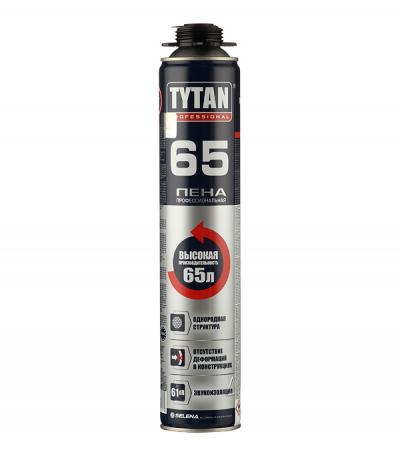 TYTAN
PROFESSIONAL
65
ПЕНА
ПРОФЕССИОНАЛЬНАЯ
ВЫСОКАЯ
ПРОИЗВОДИТЕЛЬНОСТЬ
65л
ОДНОРОДНАЯ
СТРУКТУРА
ОТСУТСТВИЕ
ДЕФОРМАЦИЙ
В КОНСТРУКЦИИ
61дБ
ЗВУКОИЗОЛЯЦИЯ
SELENA